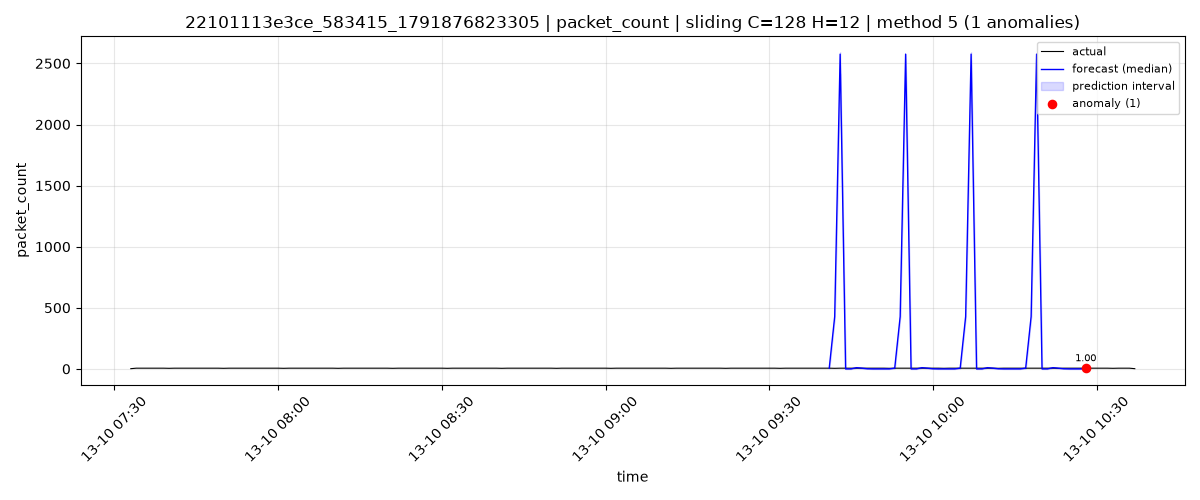 22101113e3ce_583415_1791876823305 | packet_count | sliding C=128 H=12 | method 5 (1 anomalies)
actual
forecast (median)
prediction interval
anomaly (1)
packet_count
2500
2000
1500
1000
500
0
1.00
13-10 07:30
13-10 08:00
13-10 08:30
13-10 09:00
13-10 09:30
13-10 10:00
13-10 10:30
time